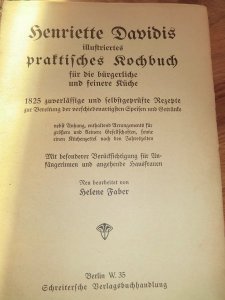 Henriette Davidis
illustriertes
praktisches Kochbuch
für die bürgerliche
und feinere Küche
1825 zuverlässige und selbstgeprüfte Rezepte
zur Bereitung der verschiedenartigsten Speisen und Getränke
nebst Anhang, enthaltend Arrangements für
größere und kleinere Gesellschaften, sowie
einen Küchenzettel nach den Jahreszeiten
Mit besonderer Berücksichtigung für An-
fängerinnen und angehende Hausfrauen
Neu bearbeitet von
Helene Faber
Berlin W. 35
Schreitersche Verlagsbuchhandlung